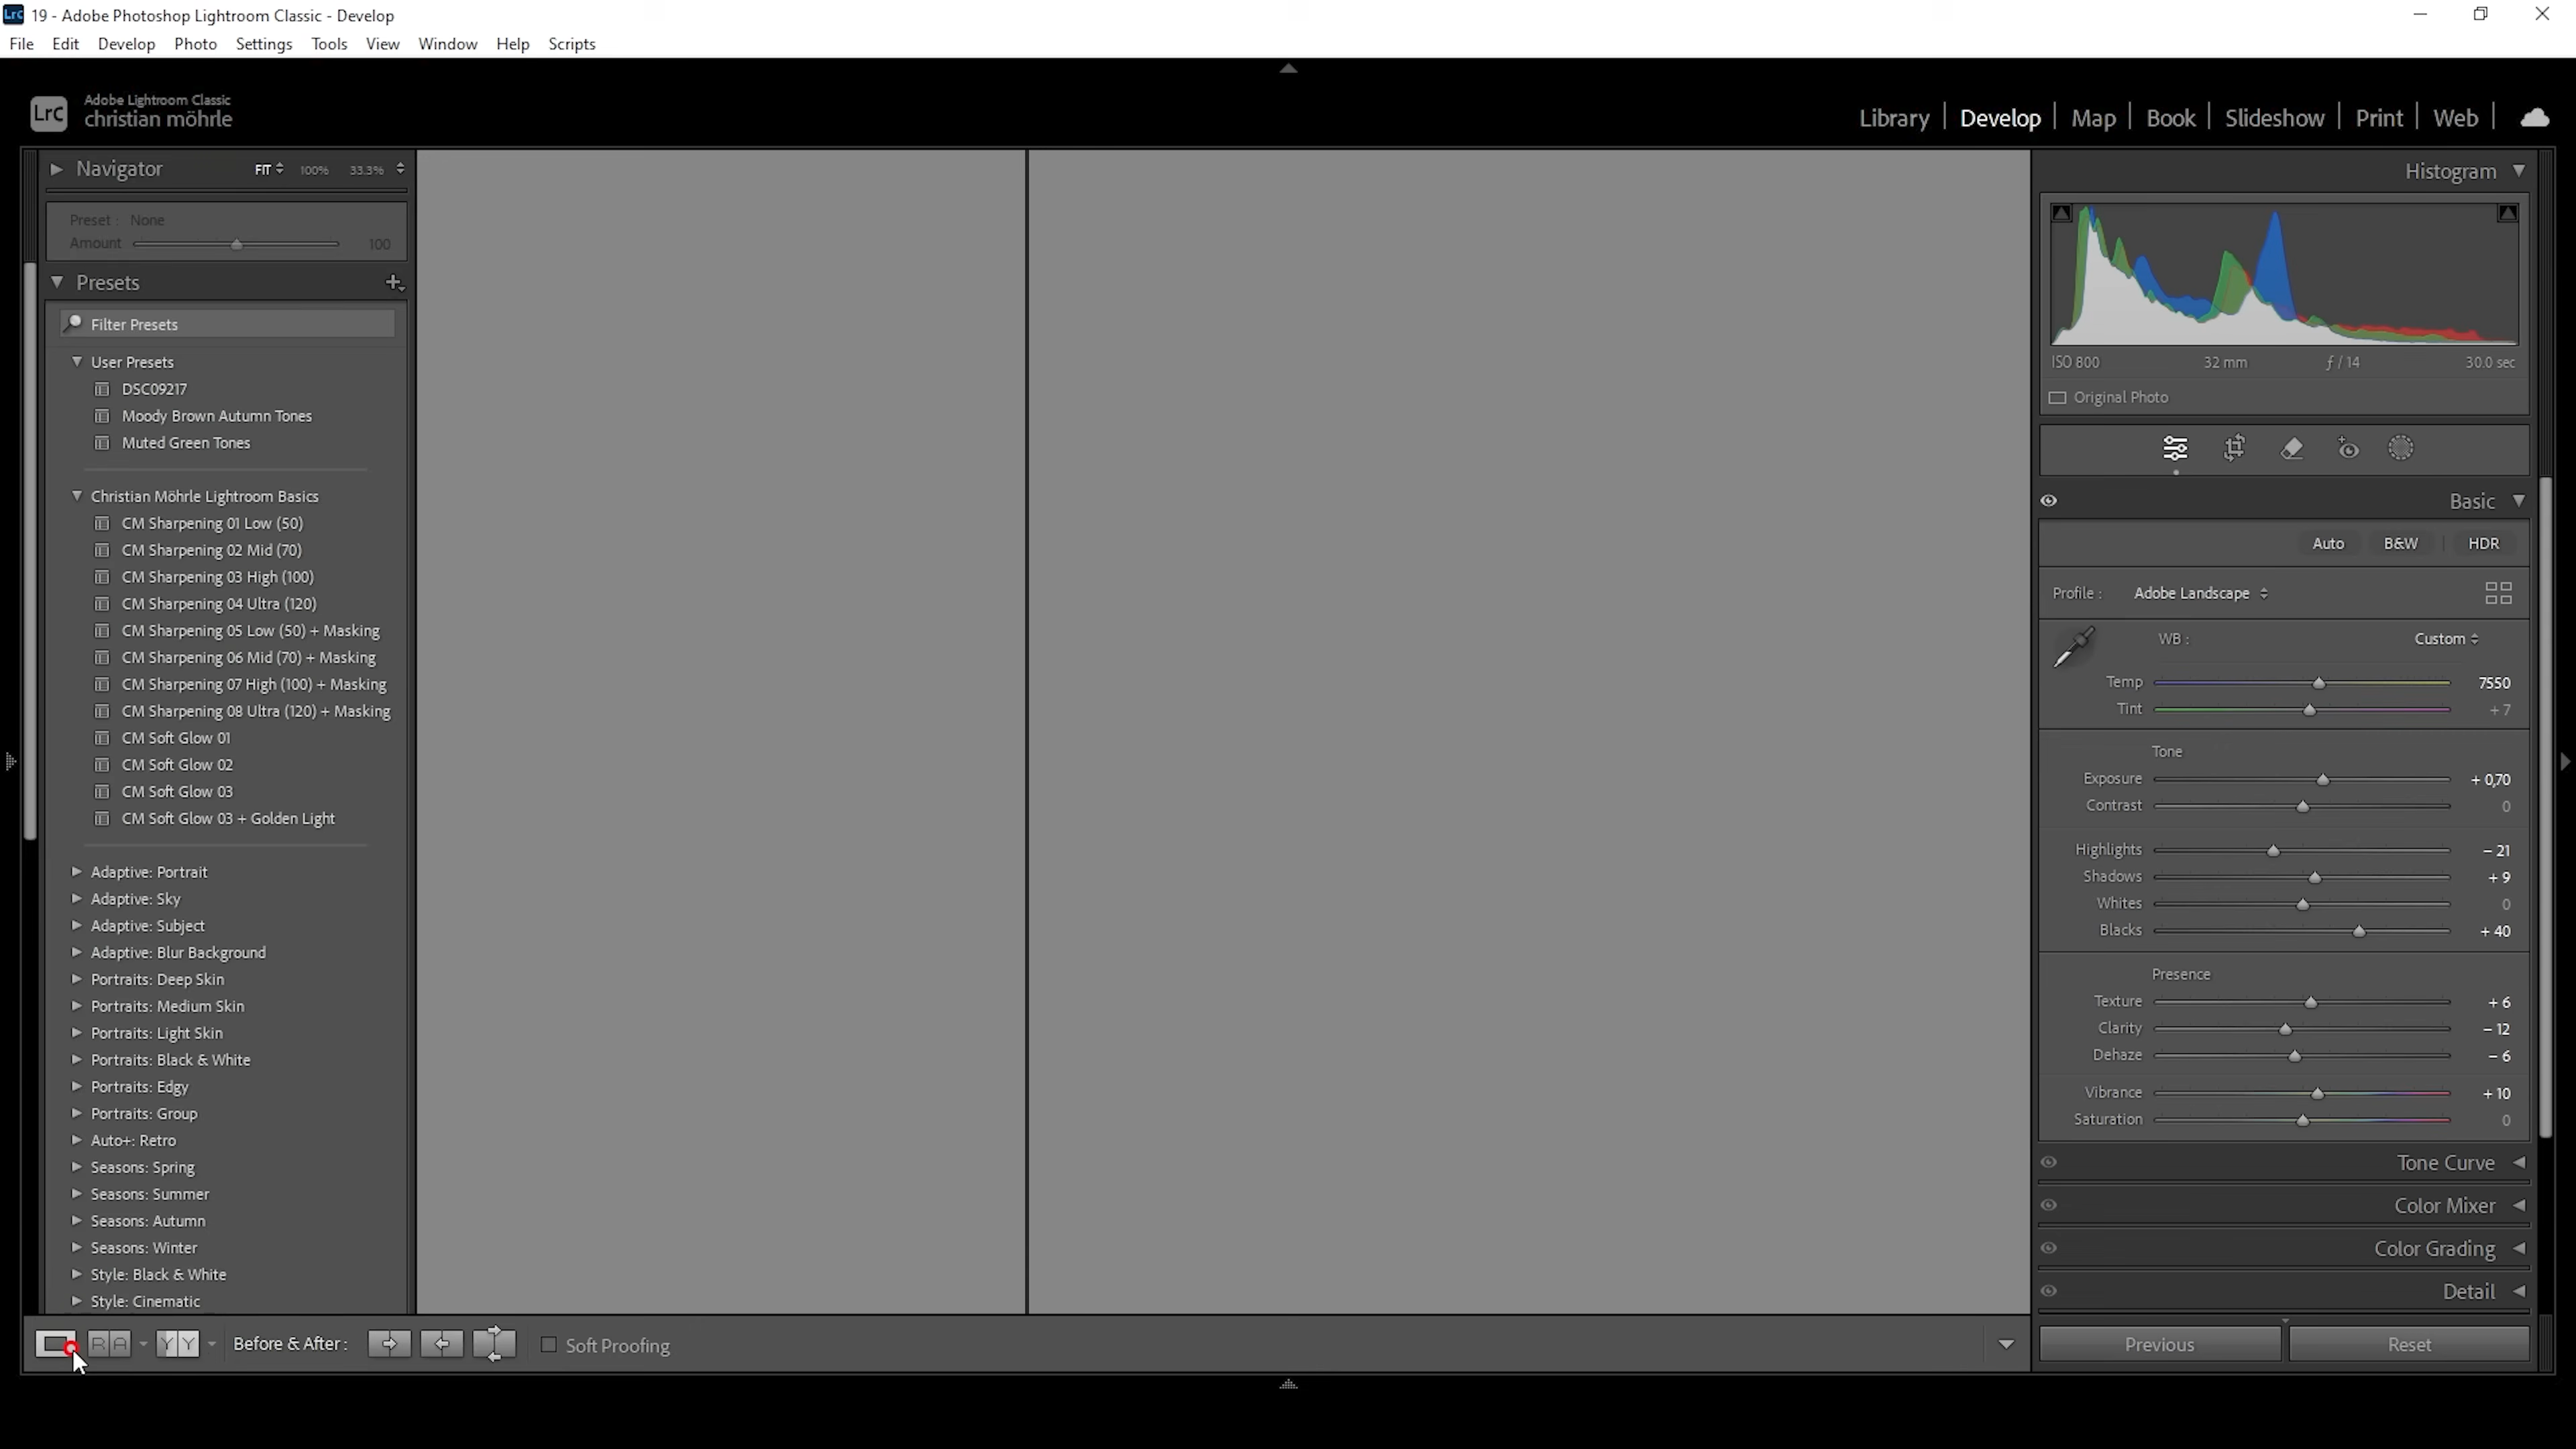 Lrc 19 - Adobe Photoshop Lightroom Classic - Develop
File Edit Develop Photo Settings Tools View Window Help Scripts
Lrc Adobe Lightroom Classic
christian möhrle
Library Develop Map Book Slideshow Print Web
Navigator FIT 100% 33.3%
Preset : None
Amount 100
Presets
Filter Presets
User Presets
DSC09217
Moody Brown Autumn Tones
Muted Green Tones
Christian Möhrle Lightroom Basics
CM Sharpening 01 Low (50)
CM Sharpening 02 Mid (70)
CM Sharpening 03 High (100)
CM Sharpening 04 Ultra (120)
CM Sharpening 05 Low (50) + Masking
CM Sharpening 06 Mid (70) + Masking
CM Sharpening 07 High (100) + Masking
CM Sharpening 08 Ultra (120) + Masking
CM Soft Glow 01
CM Soft Glow 02
CM Soft Glow 03
CM Soft Glow 03 + Golden Light
Adaptive: Portrait
Adaptive: Sky
Adaptive: Subject
Adaptive: Blur Background
Portraits: Deep Skin
Portraits: Medium Skin
Portraits: Light Skin
Portraits: Black & White
Portraits: Edgy
Portraits: Group
Auto+: Retro
Seasons: Spring
Seasons: Summer
Seasons: Autumn
Seasons: Winter
Style: Black & White
Style: Cinematic
R A Y Y Before & After : Soft Proofing
Histogram
ISO 800 32 mm ƒ / 14 30.0 sec
Original Photo
Basic
Auto B&W HDR
Profile : Adobe Landscape
WB : Custom
Temp 7550
Tint + 7
Tone
Exposure + 0,70
Contrast 0
Highlights - 21
Shadows + 9
Whites 0
Blacks + 40
Presence
Texture + 6
Clarity - 12
Dehaze - 6
Vibrance + 10
Saturation 0
Tone Curve
Color Mixer
Color Grading
Detail
Previous Reset